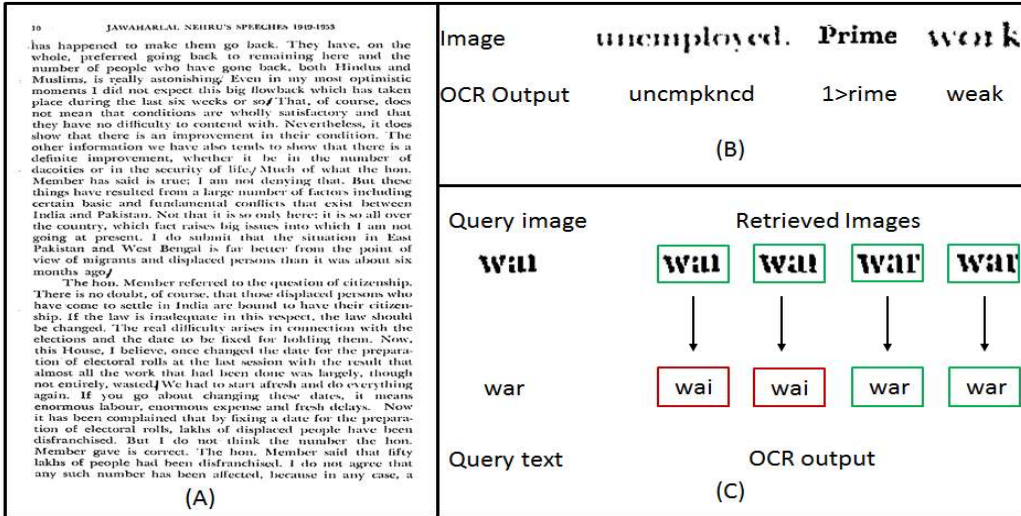 10 JAWAHARLAL NEHRU'S SPEECHES 1949-1953
has happened to make them go back. They have, on the
whole, preferred going back to remaining here and the
number of people who have gone back, both Hindus and
Muslims, is really astonishing. Even in my most optimistic
moments I did not expect this big flowback which has taken
place during the last six weeks or so. That, of course, does
not mean that conditions are wholly satisfactory and that
they have no difficulty to contend with. Nevertheless, it does
show that there is an improvement in their condition. The
other information we have also tends to show that there is a
definite improvement, whether it be in the number of
dacoities or in the security of life. Much of what the hon.
Member has said is true; I am not denying that. But these
things have resulted from a large number of factors including
certain basic and fundamental conflicts that exist between
India and Pakistan. Not that it is so only here; it is so all over
the country, which fact raises big issues into which I am not
going at present. I do submit that the situation in East
Pakistan and West Bengal is far better from the point of
view of migrants and displaced persons than it was about six
months ago.
The hon. Member referred to the question of citizenship.
There is no doubt, of course, that those displaced persons who
have come to settle in India are bound to have their citizen-
ship. If the law is inadequate in this respect, the law should
be changed. The real difficulty arises in connection with the
elections and the date to be fixed for holding them. Now,
this House, I believe, once changed the date for the prepara-
tion of electoral rolls at the last session with the result that
almost all the work that had been done was largely, though
not entirely, wasted. We had to start afresh and do everything
again. If you go about changing these dates, it means
enormous labour, enormous expense and fresh delays. Now
it has been complained that by fixing a date for the prepara-
tion of electoral rolls, lakhs of displaced people have been
disfranchised. But I do not think the number the hon.
Member gave is correct. The hon. Member said that fifty
lakhs of people had been disfranchised. I do not agree that
any such number has been affected, because in any case, a
(A)
Image unemployed. Prime work
OCR Output uncmpkncd 1>rime weak
(B)
Query image Retrieved Images
war war war war war
war wai wai war war
Query text OCR output
(C)